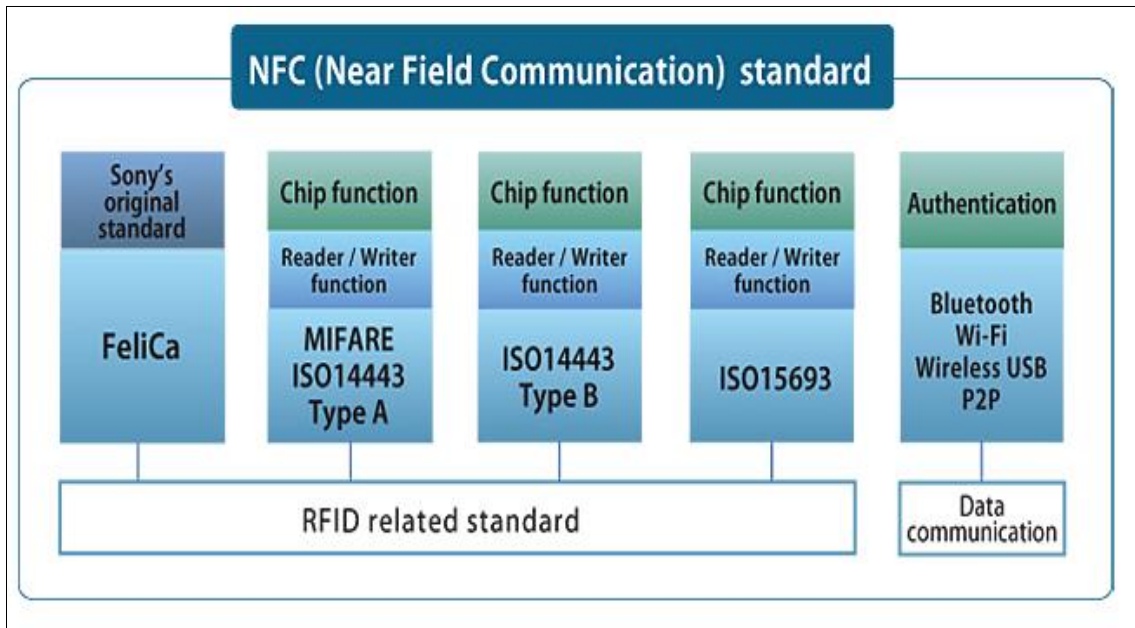 NFC (Near Field Communication) standard
Sony's
original
standard
FeliCa
Chip function
Reader / Writer
function
MIFARE
ISO14443
Type A
Chip function
Reader / Writer
function
ISO14443
Type B
Chip function
Reader / Writer
function
ISO15693
Authentication
Bluetooth
Wi-Fi
Wireless USB
P2P
RFID related standard
Data
communication